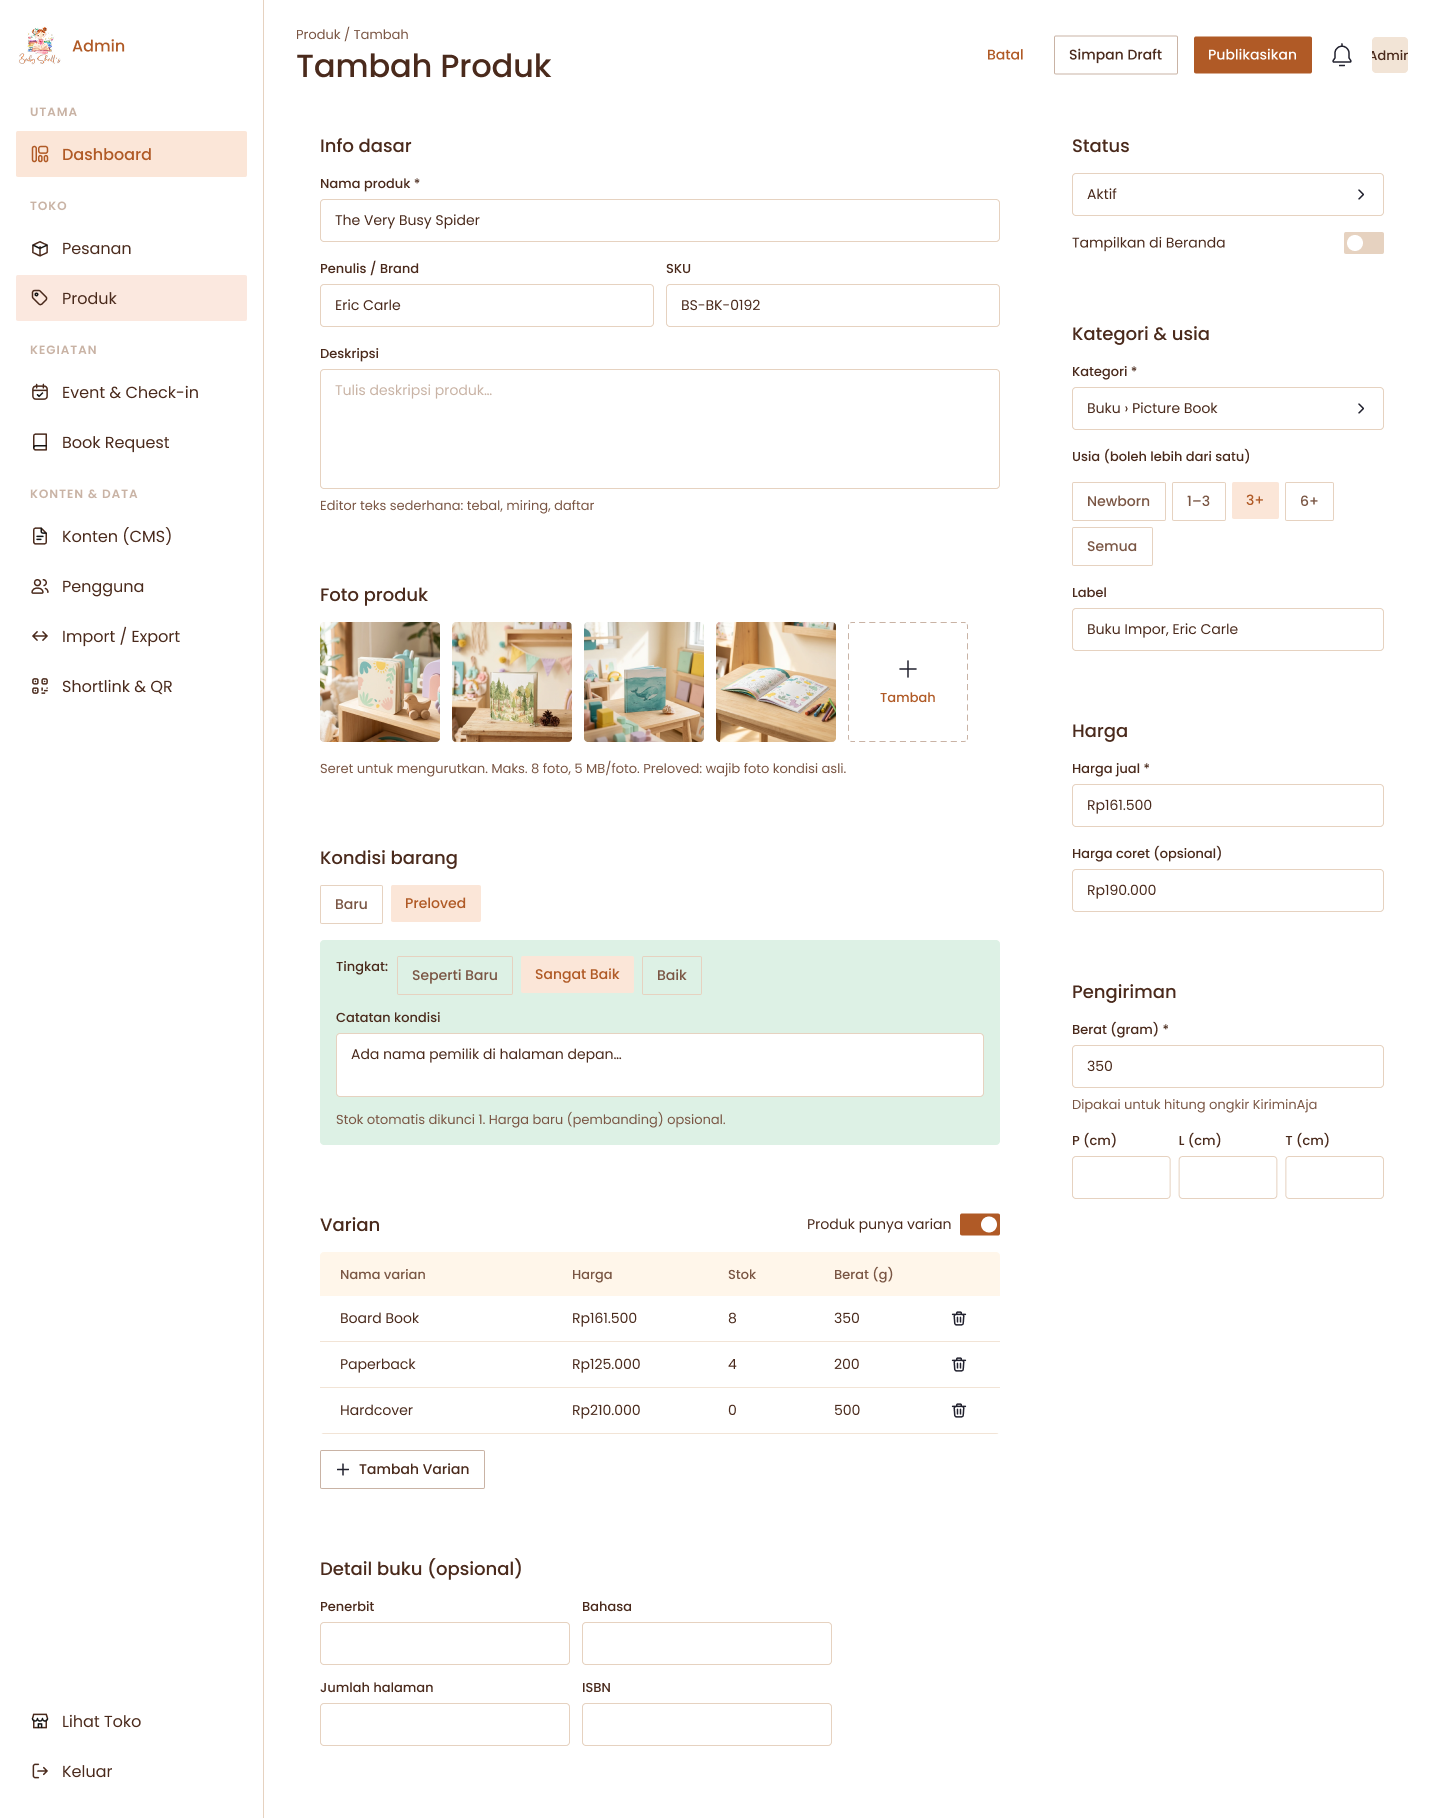 Baby Shell's
Admin
UTAMA
Dashboard
TOKO
Pesanan
Produk
KEGIATAN
Event & Check-in
Book Request
KONTEN & DATA
Konten (CMS)
Pengguna
Import / Export
Shortlink & QR
Lihat Toko
Keluar
Produk / Tambah
Tambah Produk
Batal
Simpan Draft
Publikasikan
Admin
Info dasar
Nama produk *
The Very Busy Spider
Penulis / Brand
SKU
Eric Carle
BS-BK-0192
Deskripsi
Tulis deskripsi produk…
Editor teks sederhana: tebal, miring, daftar
Foto produk
Tambah
Seret untuk mengurutkan. Maks. 8 foto, 5 MB/foto. Preloved: wajib foto kondisi asli.
Kondisi barang
Baru
Preloved
Tingkat:
Seperti Baru
Sangat Baik
Baik
Catatan kondisi
Ada nama pemilik di halaman depan…
Stok otomatis dikunci 1. Harga baru (pembanding) opsional.
Varian
Produk punya varian
Nama varian Harga Stok Berat (g)
Board Book Rp161.500 8 350
Paperback Rp125.000 4 200
Hardcover Rp210.000 0 500
Tambah Varian
Detail buku (opsional)
Penerbit
Bahasa
Jumlah halaman
ISBN
Status
Aktif
Tampilkan di Beranda
Kategori & usia
Kategori *
Buku › Picture Book
Usia (boleh lebih dari satu)
Newborn
1–3
3+
6+
Semua
Label
Buku Impor, Eric Carle
Harga
Harga jual *
Rp161.500
Harga coret (opsional)
Rp190.000
Pengiriman
Berat (gram) *
350
Dipakai untuk hitung ongkir KiriminAja
P (cm)
L (cm)
T (cm)